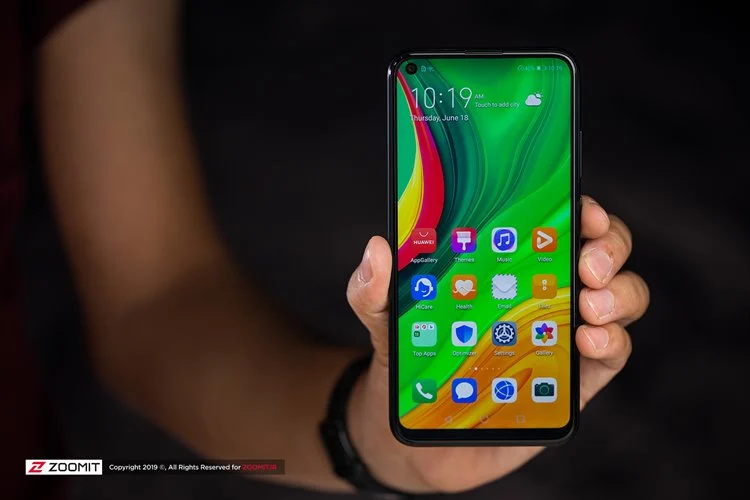 10:19 AM
Touch to add city
Thursday, June 18
HUAWEI
AppGallery Themes Music Video
HiCare Health Email
Top Apps Optimizer Settings Gallery
ZOOMIT Copyright 2019 ©, All Rights Reserved for ZOOMIT.IR